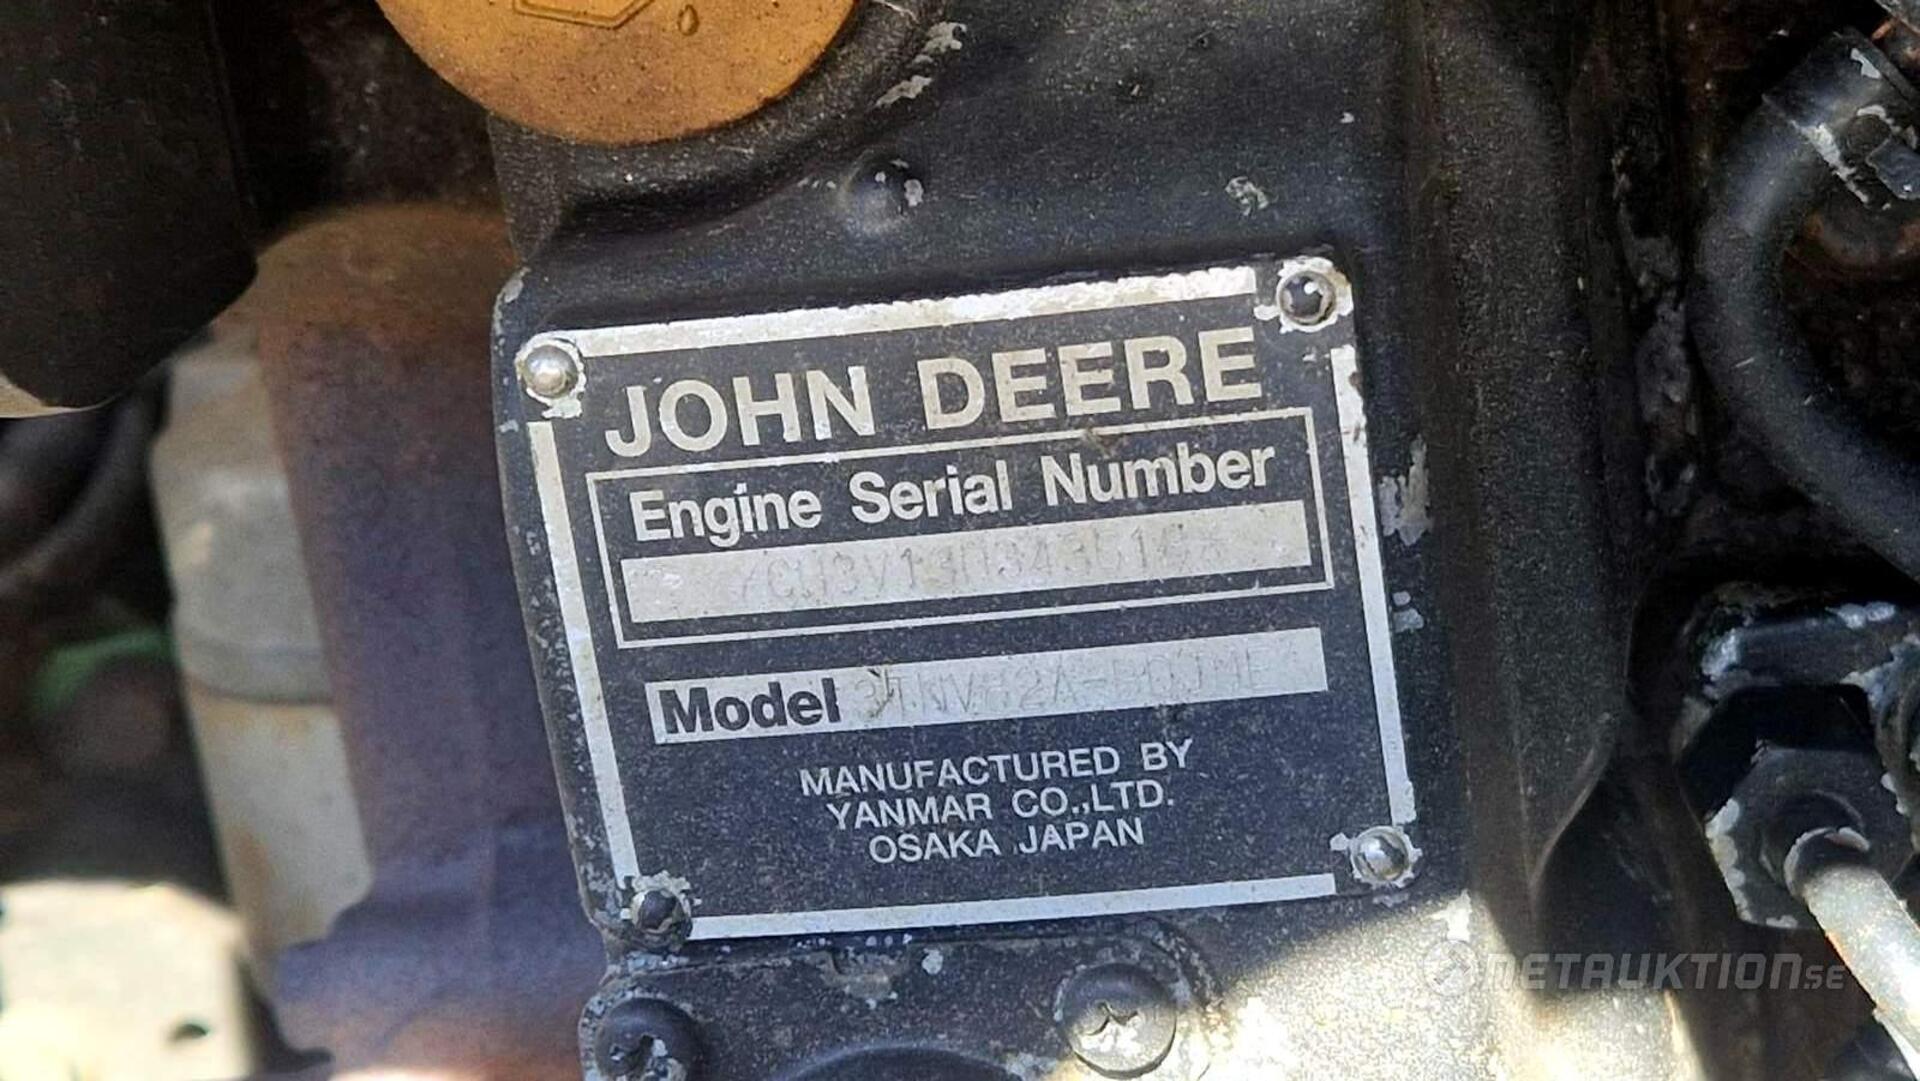 JOHN DEERE
Engine Serial Number
Model
MANUFACTURED BY
YANMAR CO.,LTD.
OSAKA JAPAN
NETAUKTION.SE